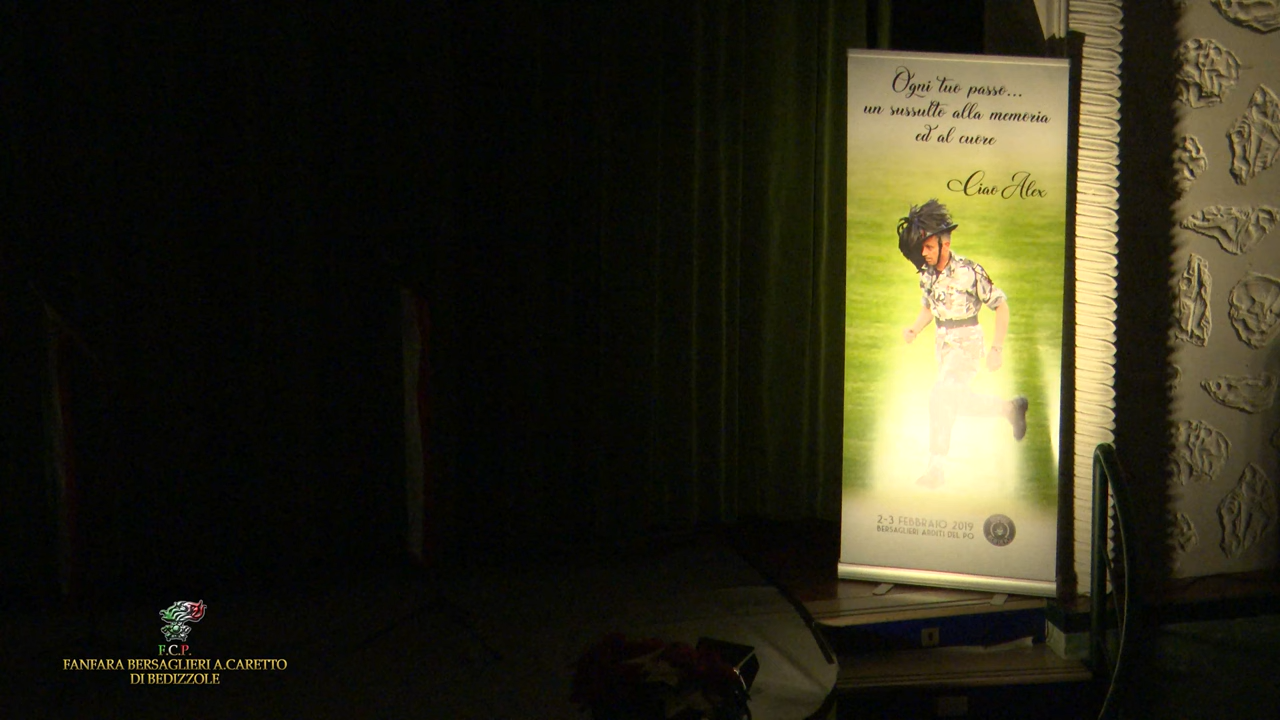 Ogni tuo passo...
un sussulto alla memoria
ed al cuore
Ciao Alex
2-3 FEBBRAIO 2019
BERSAGLIERI ARDITI DEL PO
F.C.P.
FANFARA BERSAGLIERI A.CARETTO
DI BEDIZZOLE